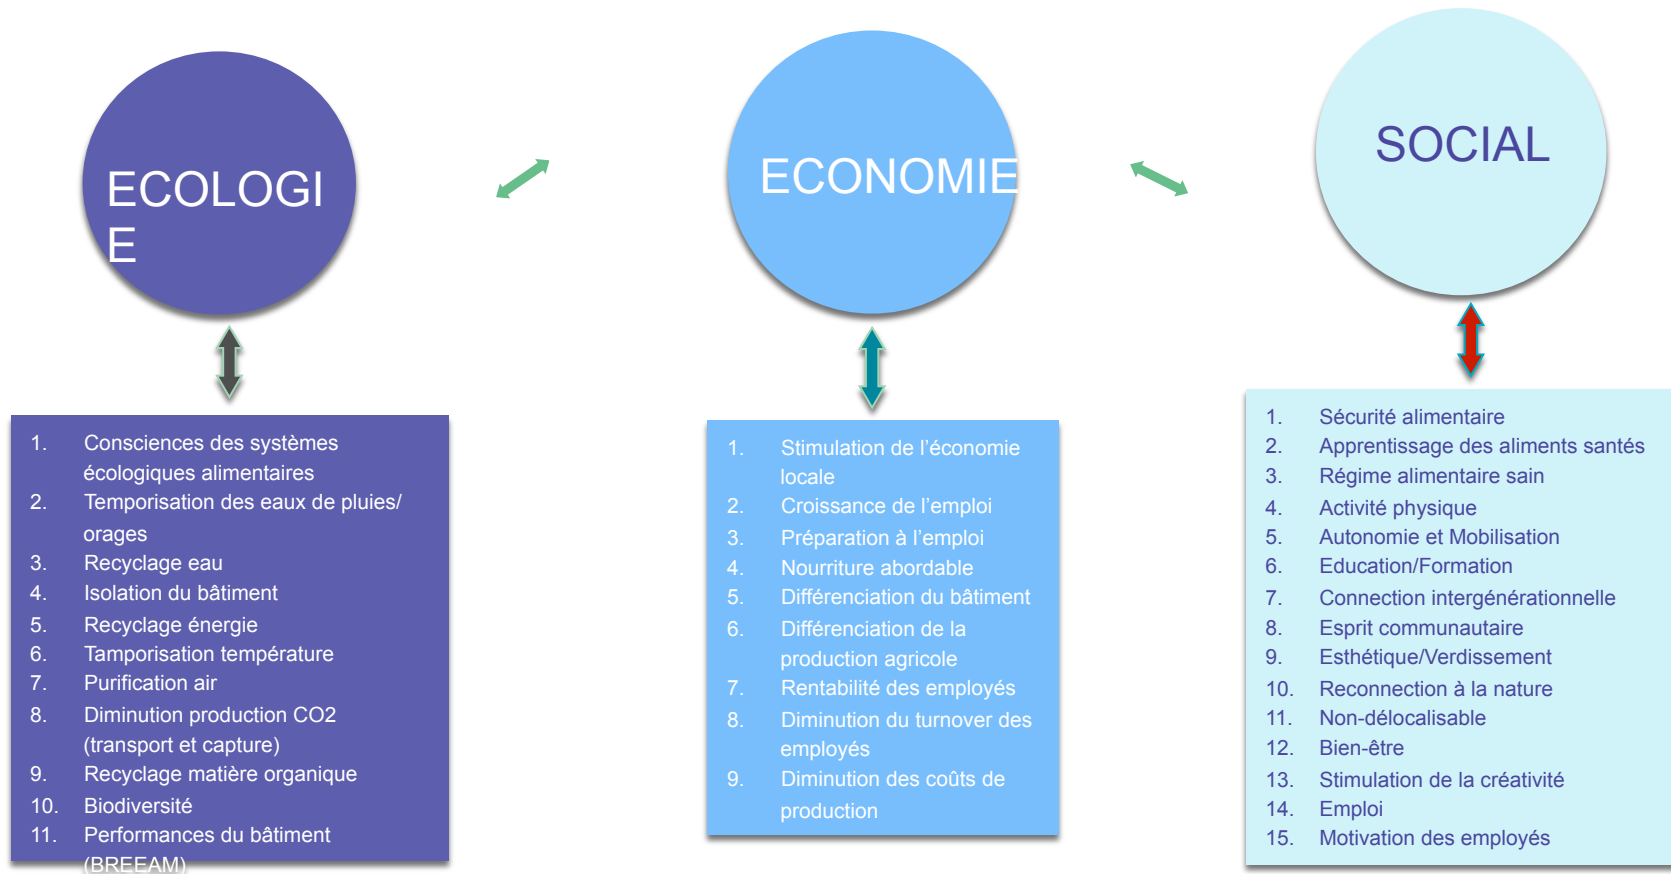 ECOLOGI
E
ECONOMIE
SOCIAL
1. Consciences des systèmes
écologiques alimentaires
2. Temporisation des eaux de pluies/
orages
3. Recyclage eau
4. Isolation du bâtiment
5. Recyclage énergie
6. Tamporisation température
7. Purification air
8. Diminution production CO2
(transport et capture)
9. Recyclage matière organique
10. Biodiversité
11. Performances du bâtiment
(BREEAM)
1. Stimulation de l’économie
locale
2. Croissance de l’emploi
3. Préparation à l’emploi
4. Nourriture abordable
5. Différenciation du bâtiment
6. Différenciation de la
production agricole
7. Rentabilité des employés
8. Diminution du turnover des
employés
9. Diminution des coûts de
production
1. Sécurité alimentaire
2. Apprentissage des aliments santés
3. Régime alimentaire sain
4. Activité physique
5. Autonomie et Mobilisation
6. Education/Formation
7. Connection intergénérationnelle
8. Esprit communautaire
9. Esthétique/Verdissement
10. Reconnection à la nature
11. Non-délocalisable
12. Bien-être
13. Stimulation de la créativité
14. Emploi
15. Motivation des employés